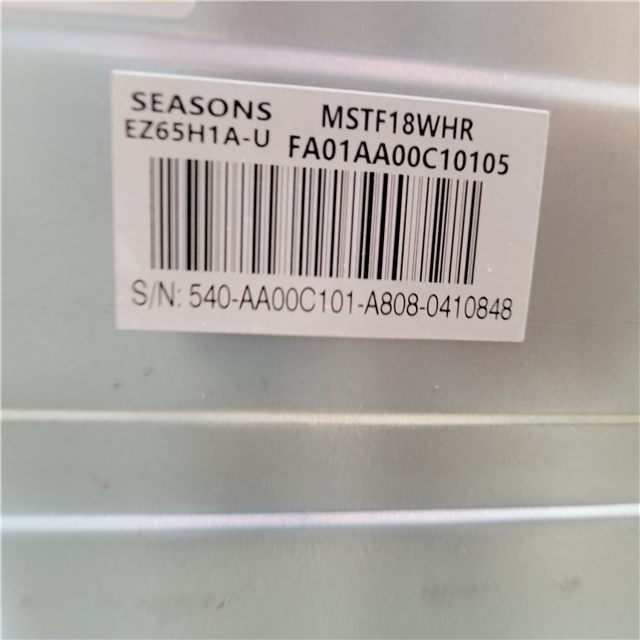 SEASONS MSTF18WHR
EZ65H1A-U FA01AA00C10105
S/N: 540-AA00C101-A808-0410848